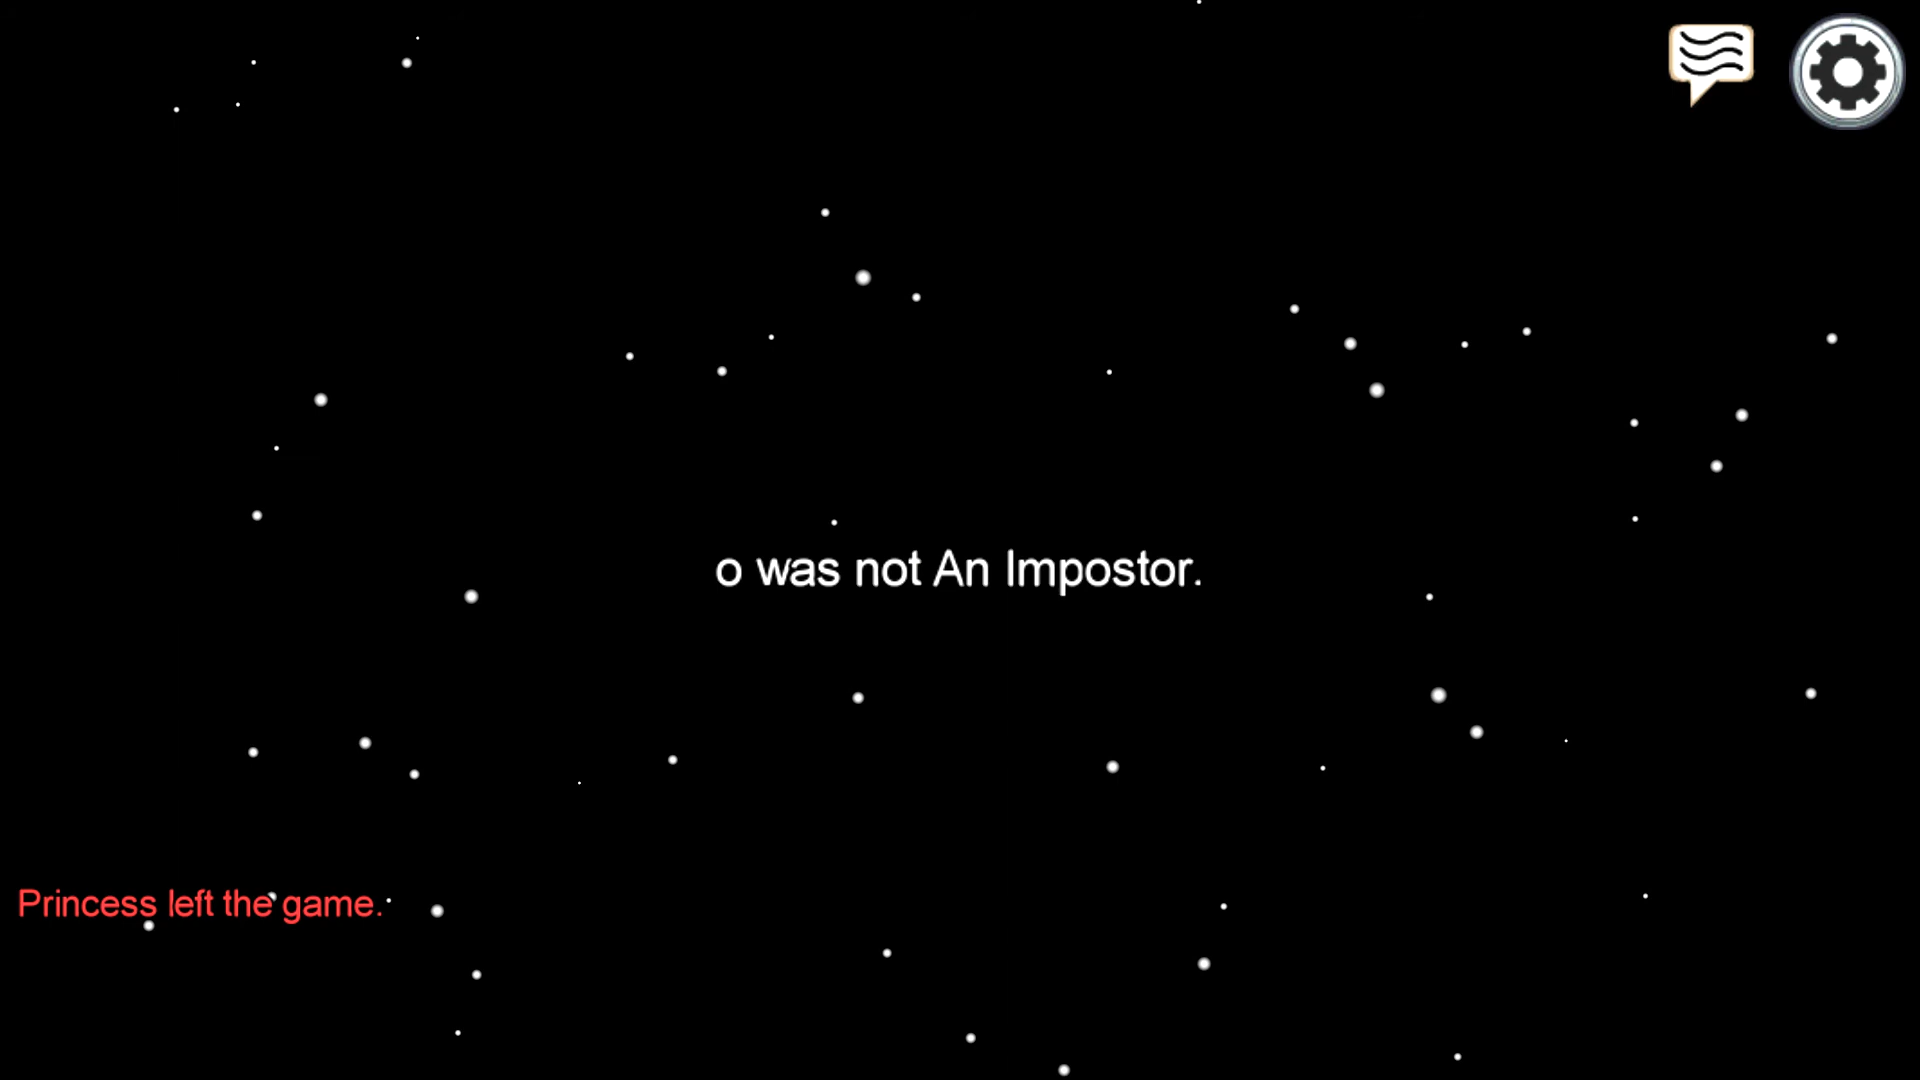 o was not An Impostor.
Princess left the game.